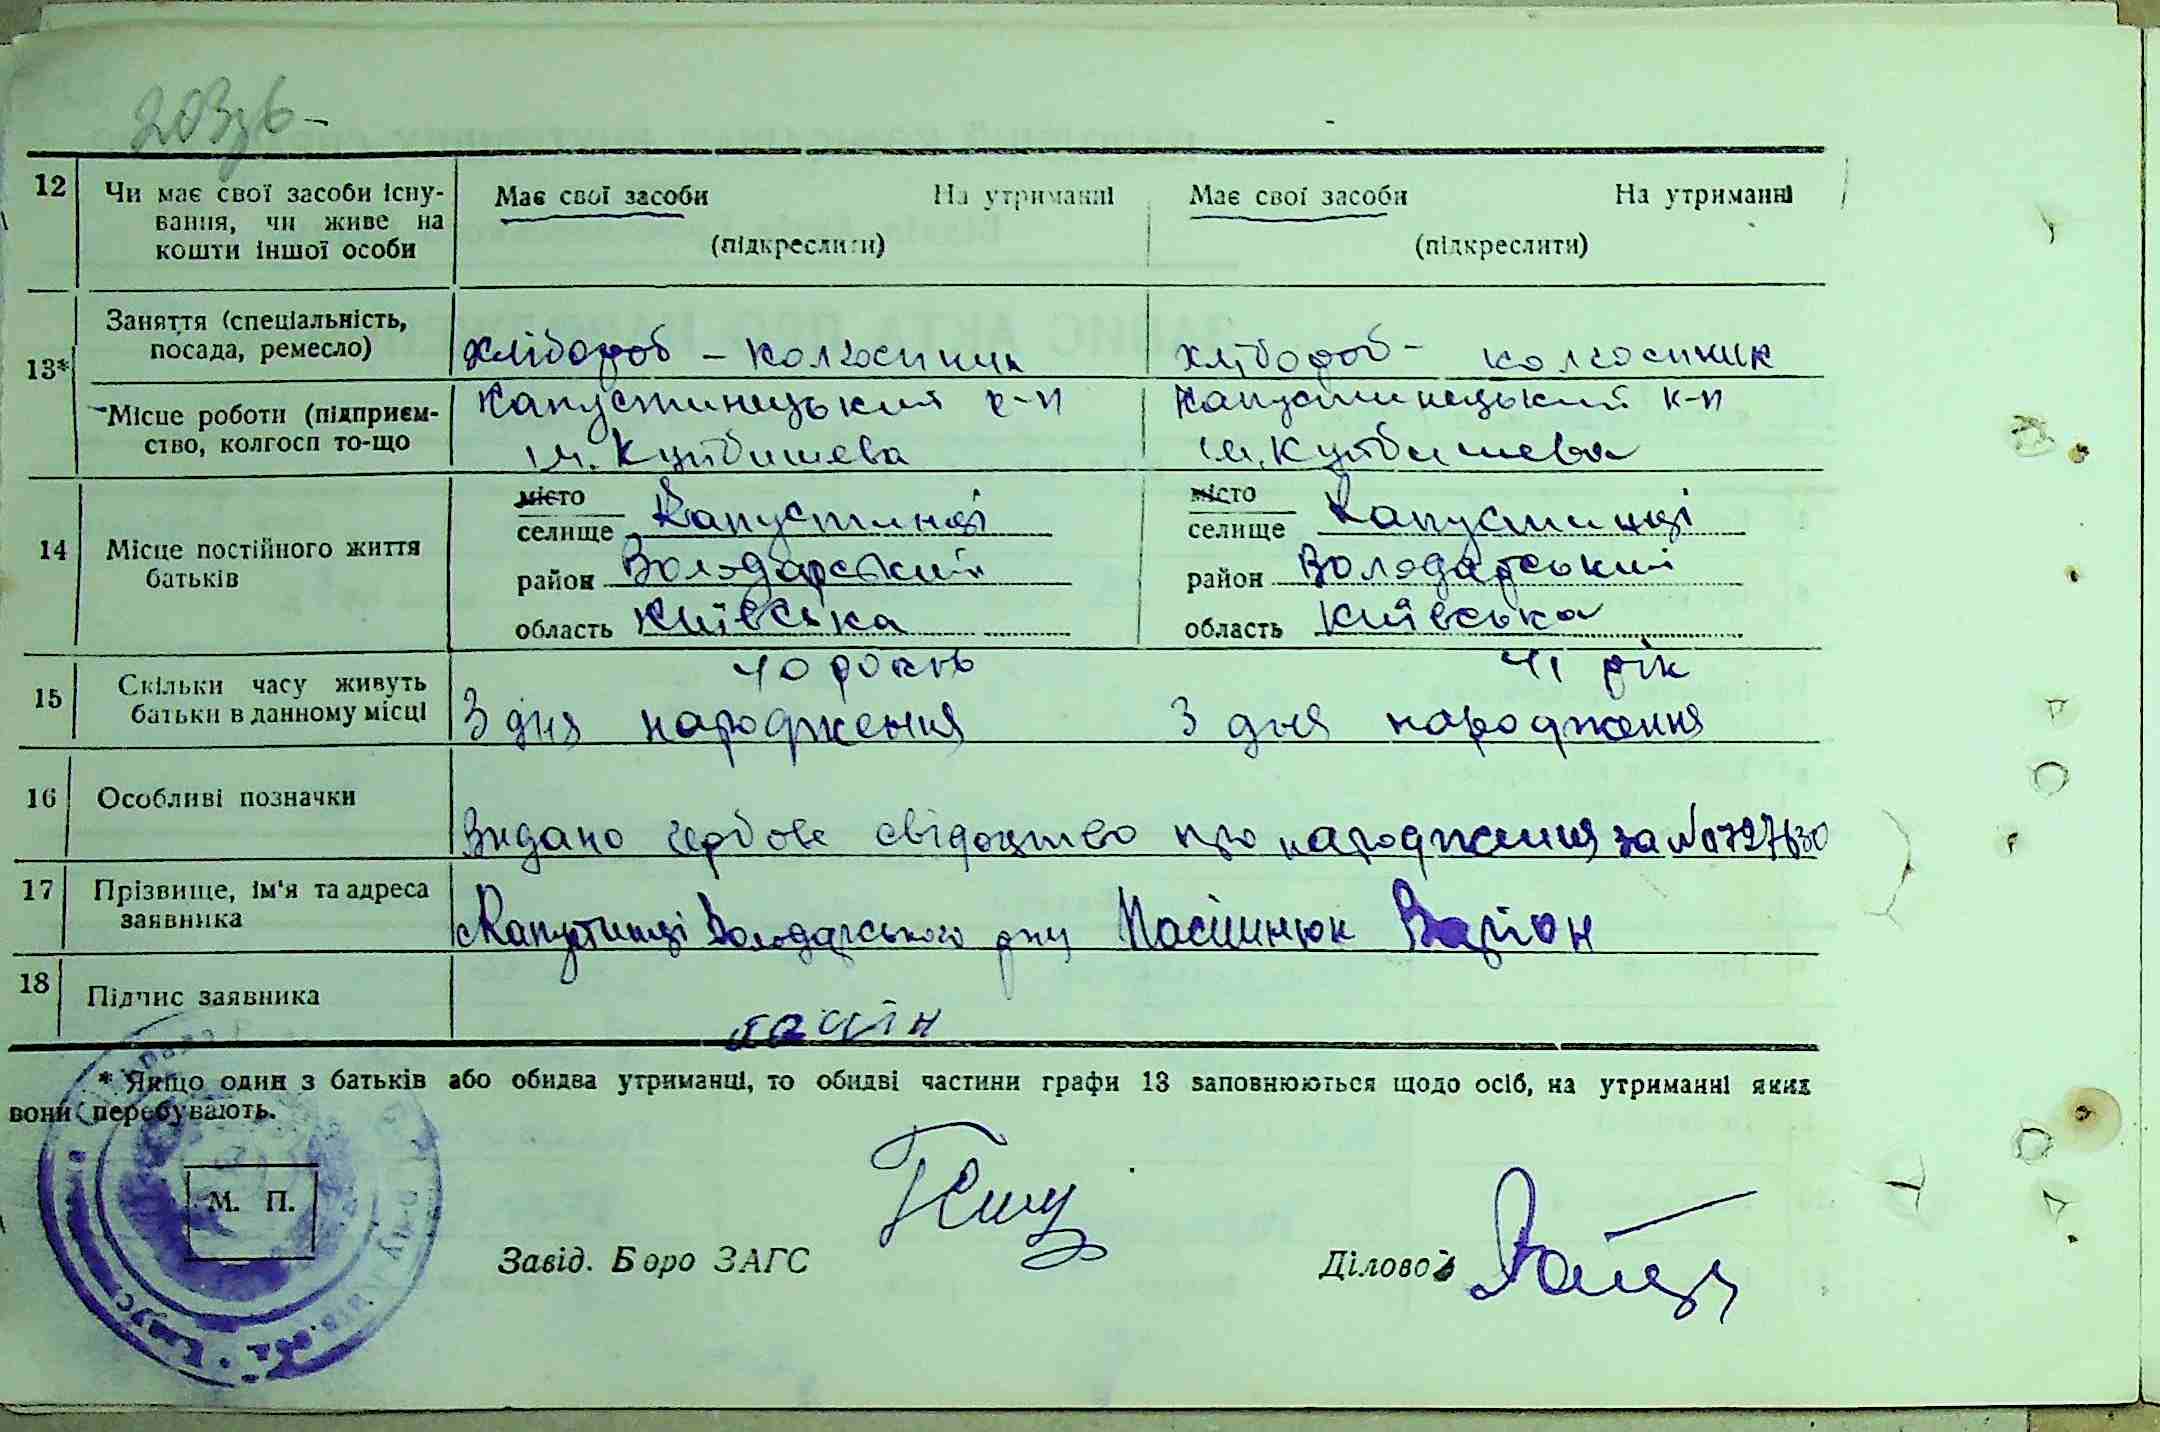 12 Чи має свої засоби існу-
вання, чи живе на
кошти іншої особи
Має свої засоби На утриманні
(підкреслити)
Має свої засоби На утриманні
(підкреслити)
13* Заняття (спеціальність,
посада, ремесло)
хлібороб – колгоспник
хлібороб – колгоспник
Місце роботи (підприєм-
ство, колгосп то-що
Капустинецький к-п
ім. Куйбишева
Капустинецький к-п
ім. Куйбишева
14 Місце постійного життя
батьків
місто
селище Капустинці
район Володарський
область Київська
місто
селище Капустинці
район Володарський
область Київська
15 Скільки часу живуть
батьки в данному місці
40 років
З дня народження
41 рік
З дня народження
16 Особливі позначки
Видано гербове свідоцтво про народження за №
17 Прізвище, ім'я та адреса
заявника
с Капустинці Володарського р-ну
18 Підпис заявника
* Якщо один з батьків або обидва утриманці, то обидві частини графи 13 заповнюються щодо осіб, на утриманні яких
вони перебувають.
М. П.
Завід. Бюро ЗАГС
Діловод